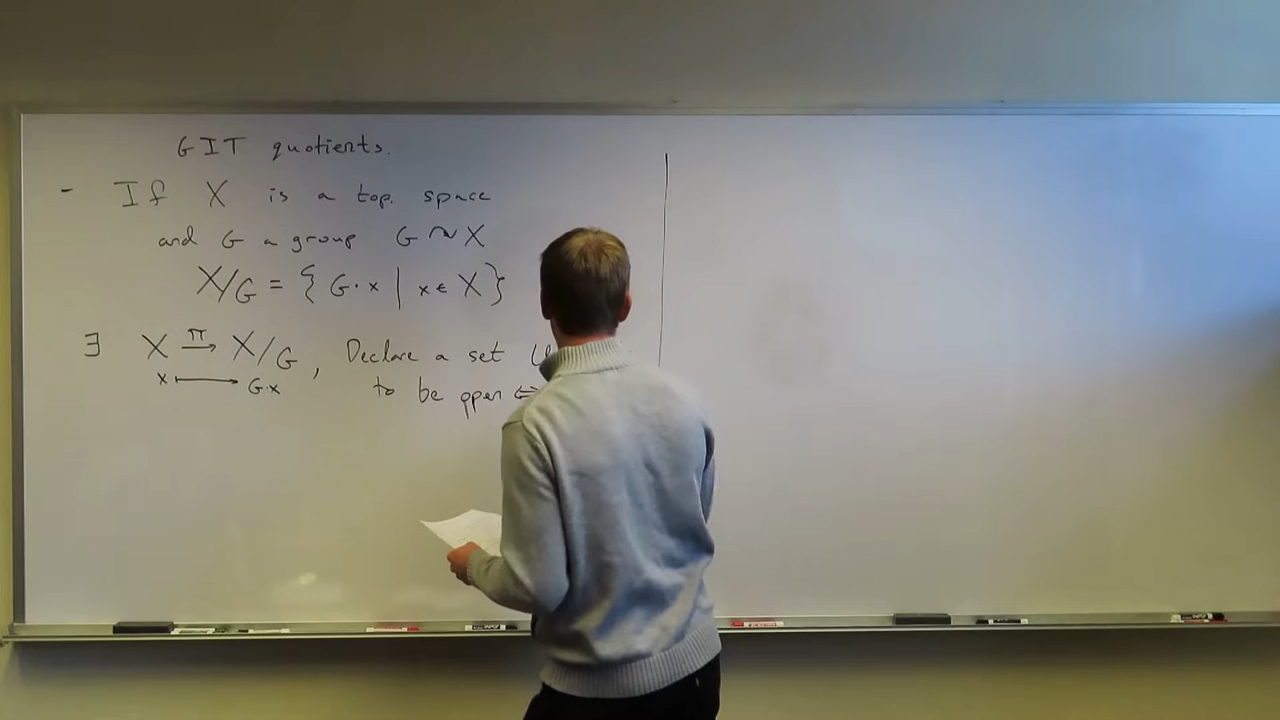 GIT quotients.
- If X is a top. space
and G a group G ↷ X
X/G = { G·x | x ∈ X }
∃ X —π→ X/G , Declare a set
x ⟼ G·x to be open ⇔